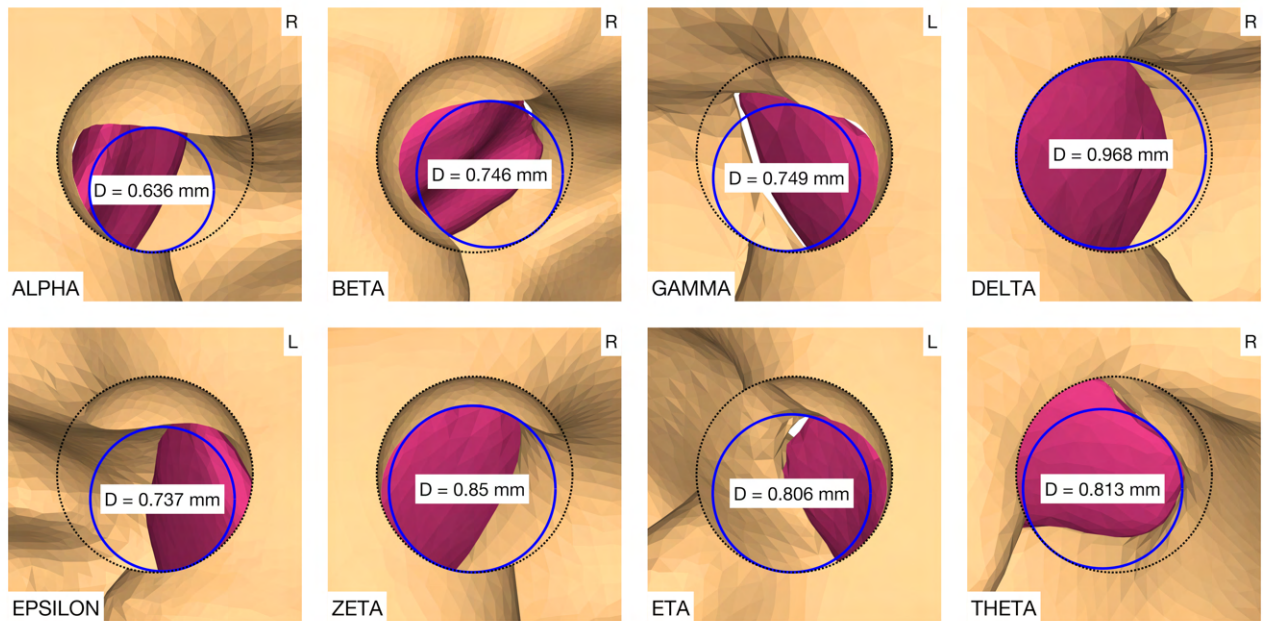 R
D = 0.636 mm
ALPHA
R
D = 0.746 mm
BETA
L
D = 0.749 mm
GAMMA
R
D = 0.968 mm
DELTA
L
D = 0.737 mm
EPSILON
R
D = 0.85 mm
ZETA
L
D = 0.806 mm
ETA
R
D = 0.813 mm
THETA